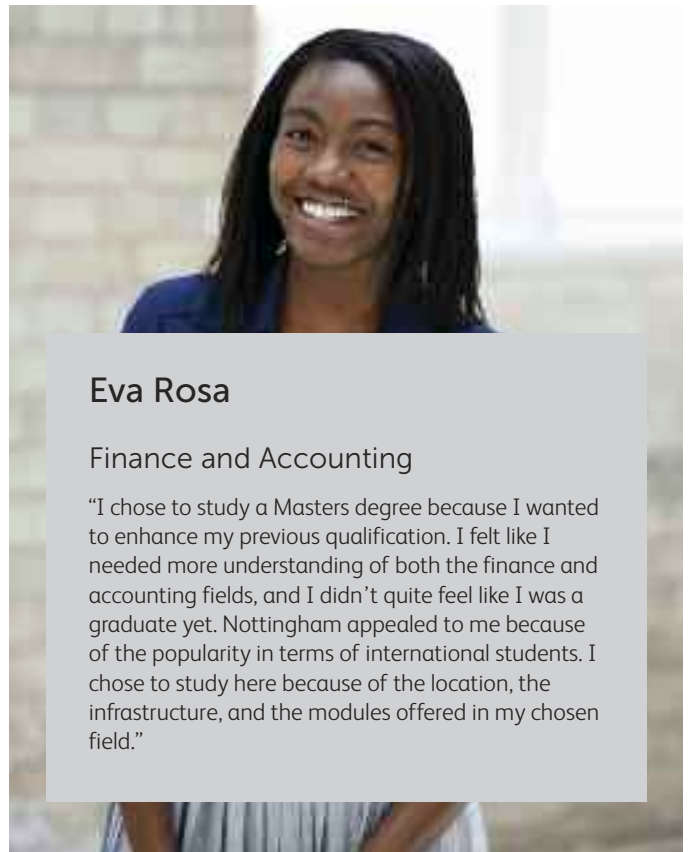 Eva Rosa
Finance and Accounting
“I chose to study a Masters degree because I wanted
to enhance my previous qualification. I felt like I
needed more understanding of both the finance and
accounting fields, and I didn’t quite feel like I was a
graduate yet. Nottingham appealed to me because
of the popularity in terms of international students. I
chose to study here because of the location, the
infrastructure, and the modules offered in my chosen
field.”